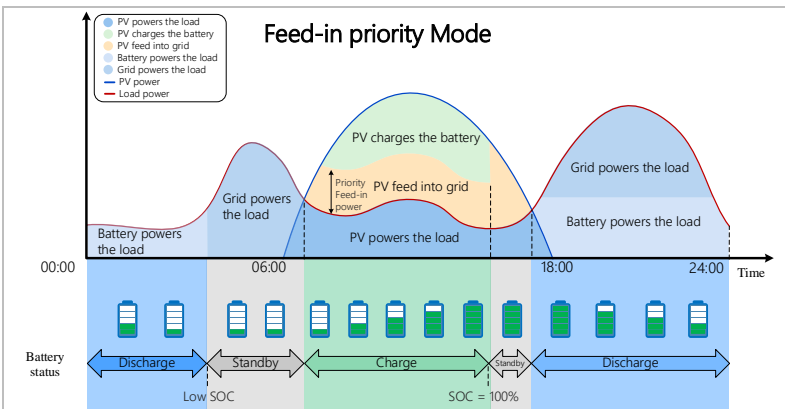 Feed-in priority Mode
PV powers the load
PV charges the battery
PV feed into grid
Battery powers the load
Grid powers the load
PV power
Load power
PV charges the battery
Grid powers the load
Priority
Feed-in
power
PV feed into grid
Grid powers
the load
Battery powers the load
Battery powers
the load
PV powers the load
00:00
06:00
18:00
24:00
Time
Battery
status
Discharge
Standby
Charge
Standby
Discharge
Low SOC
SOC = 100%